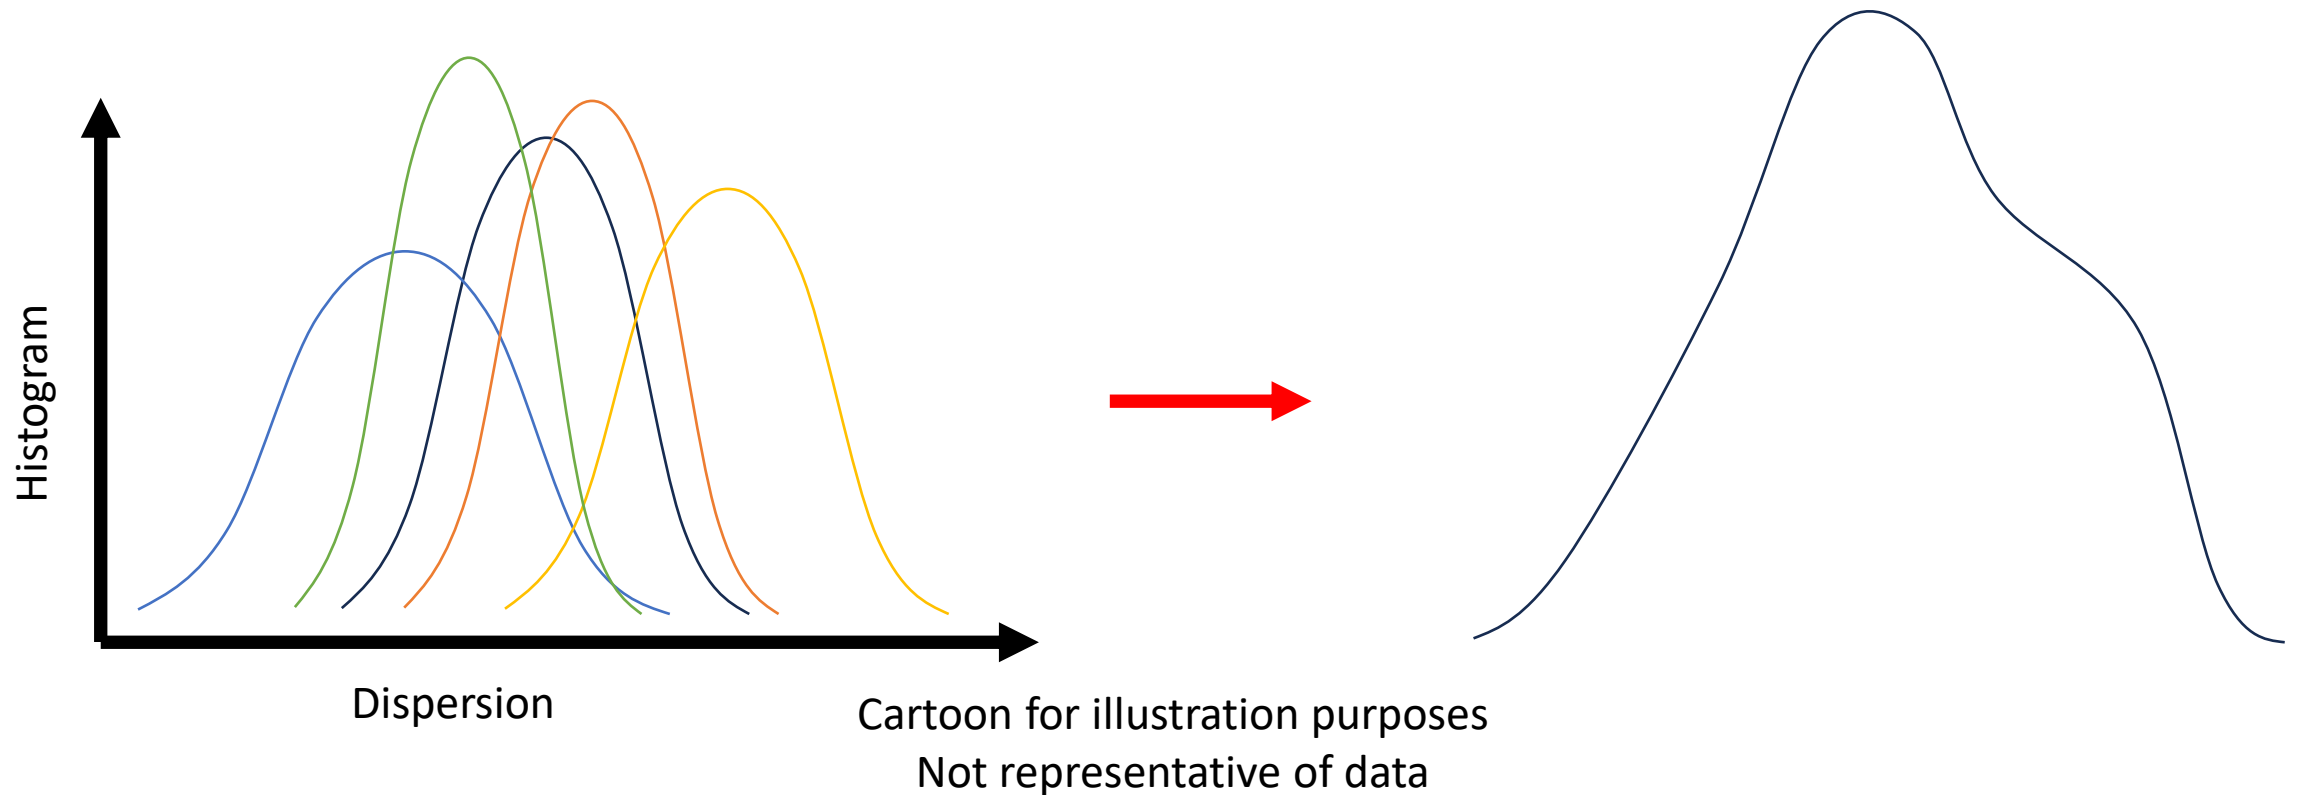 Histogram
Dispersion
Cartoon for illustration purposes
Not representative of data